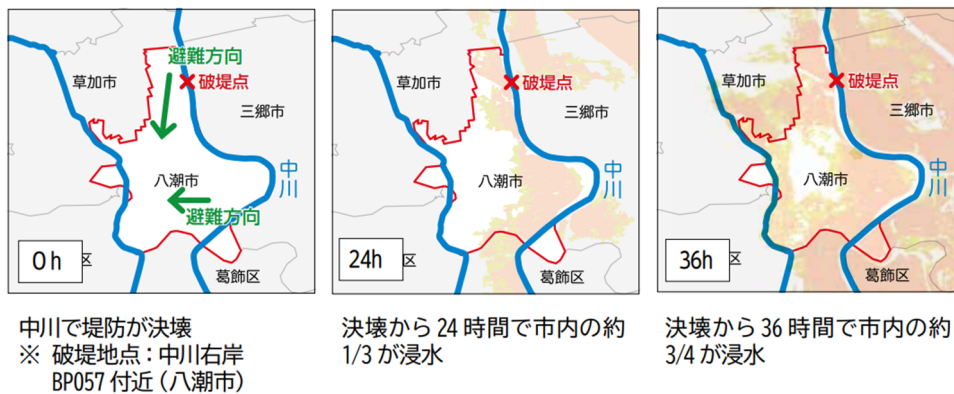 避難方向
草加市
破堤点
三郷市
中川
八潮市
避難方向
0h
区
葛飾区
草加市
破堤点
三郷市
中川
八潮市
24h
区
葛飾区
草加市
破堤点
三郷市
中川
八潮市
36h
区
葛飾区
中川で堤防が決壊
※ 破堤地点：中川右岸
BP057 付近（八潮市）
決壊から 24 時間で市内の約
1/3 が浸水
決壊から 36 時間で市内の約
3/4 が浸水